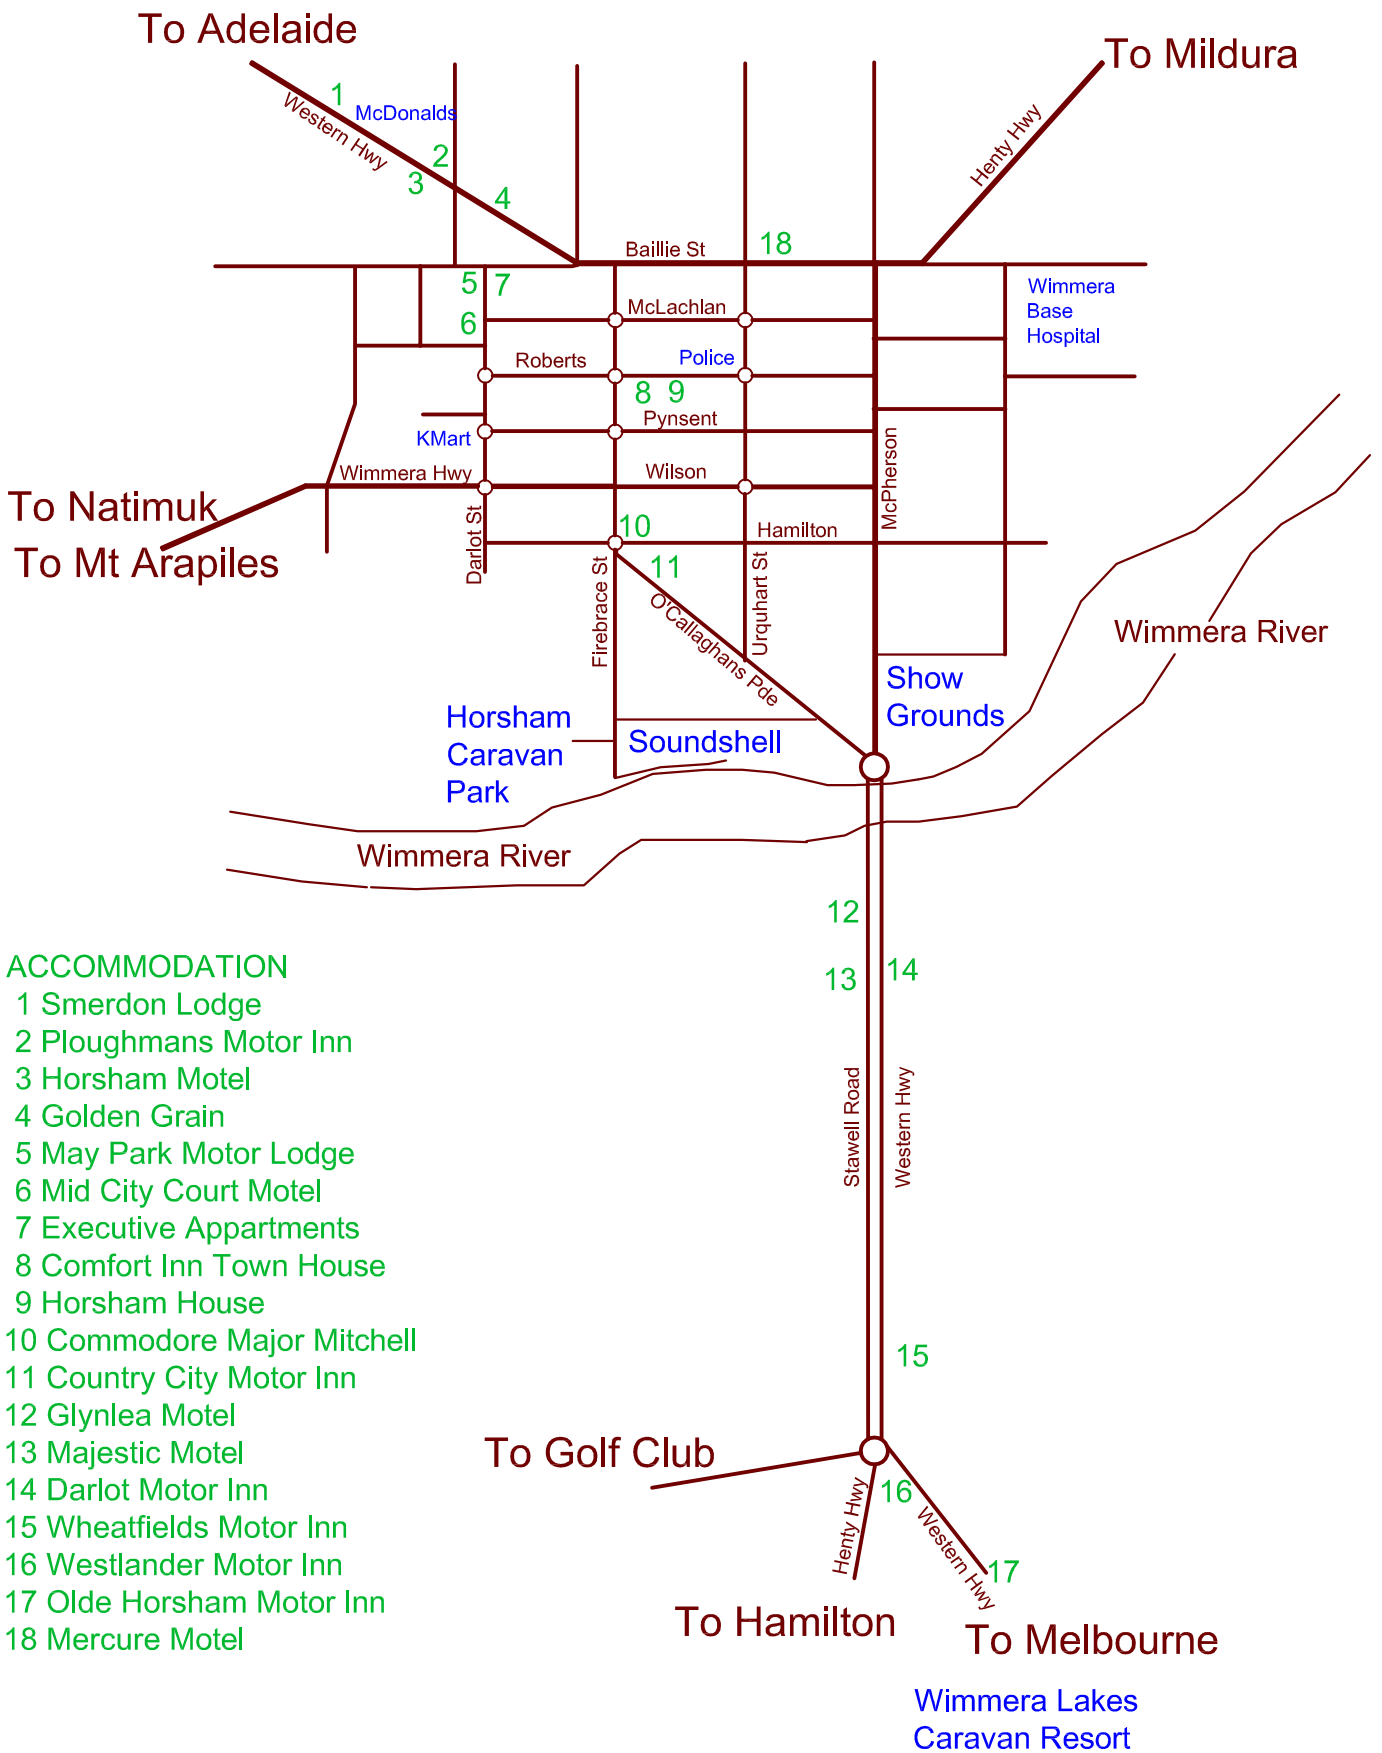 To Adelaide
To Mildura
1
McDonalds
Western Hwy
Henty Hwy
2
3
4
Baillie St
18
5
7
6
McLachlan
Wimmera
Base
Hospital
Roberts
Police
8
9
Pynsent
KMart
Wimmera Hwy
Wilson
McPherson
To Natimuk
To Mt Arapiles
Darlot St
10
Hamilton
11
Firebrace St
O'Callaghans Pde
Urquhart St
Wimmera River
Show
Grounds
Horsham
Caravan
Park
Soundshell
Wimmera River
12
13
14
Stawell Road
Western Hwy
15
ACCOMMODATION
1 Smerdon Lodge
2 Ploughmans Motor Inn
3 Horsham Motel
4 Golden Grain
5 May Park Motor Lodge
6 Mid City Court Motel
7 Executive Appartments
8 Comfort Inn Town House
9 Horsham House
10 Commodore Major Mitchell
11 Country City Motor Inn
12 Glynlea Motel
13 Majestic Motel
14 Darlot Motor Inn
15 Wheatfields Motor Inn
16 Westlander Motor Inn
17 Olde Horsham Motor Inn
18 Mercure Motel
To Golf Club
16
Henty Hwy
Western Hwy
17
To Hamilton
To Melbourne
Wimmera Lakes
Caravan Resort